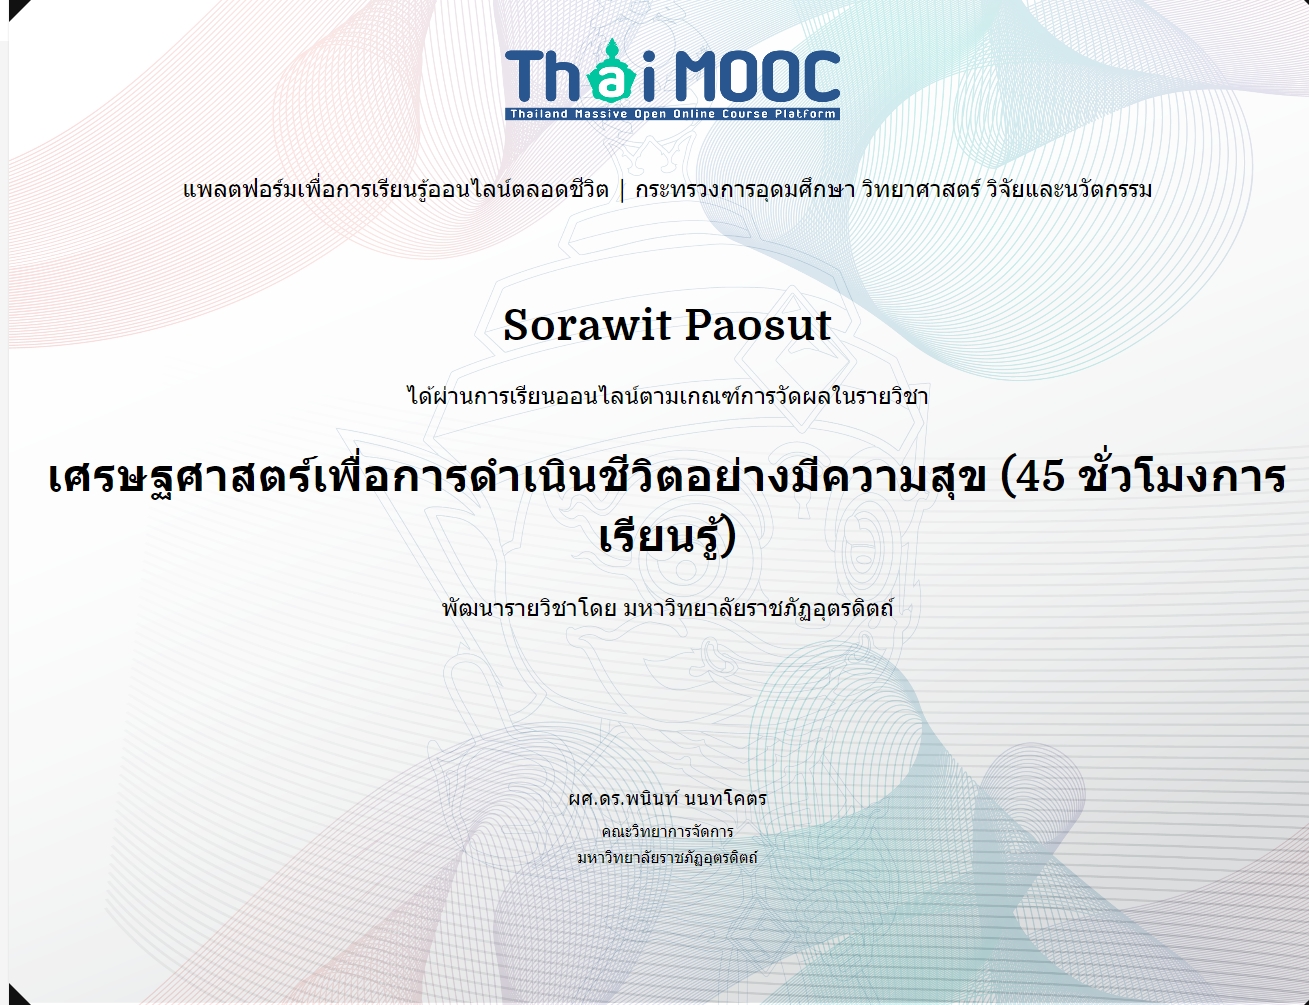 Thai MOOC
Thailand Massive Open Online Course Platform
แพลตฟอร์มเพื่อการเรียนรู้ออนไลน์ตลอดชีวิต | กระทรวงการอุดมศึกษา วิทยาศาสตร์ วิจัยและนวัตกรรม
Sorawit Paosut
ได้ผ่านการเรียนออนไลน์ตามเกณฑ์การวัดผลในรายวิชา
เศรษฐศาสตร์เพื่อการดำเนินชีวิตอย่างมีความสุข (45 ชั่วโมงการ
เรียนรู้)
พัฒนารายวิชาโดย มหาวิทยาลัยราชภัฏอุตรดิตถ์
ผศ.ดร.พนินท์ นนทโคตร
คณะวิทยาการจัดการ
มหาวิทยาลัยราชภัฏอุตรดิตถ์